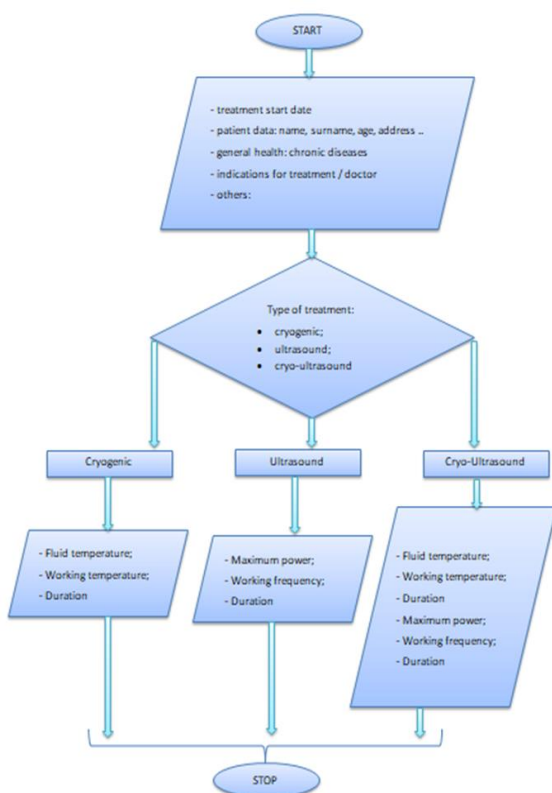 START
- treatment start date
- patient data: name, surname, age, address ..
- general health: chronic diseases
- indications for treatment / doctor
- others:
Type of treatment:
• cryogenic;
• ultrasound;
• cryo-ultrasound
Cryogenic
Ultrasound
Cryo-Ultrasound
- Fluid temperature;
- Working temperature;
- Duration
- Maximum power;
- Working frequency;
- Duration
- Fluid temperature;
- Working temperature;
- Duration
- Maximum power;
- Working frequency;
- Duration
STOP